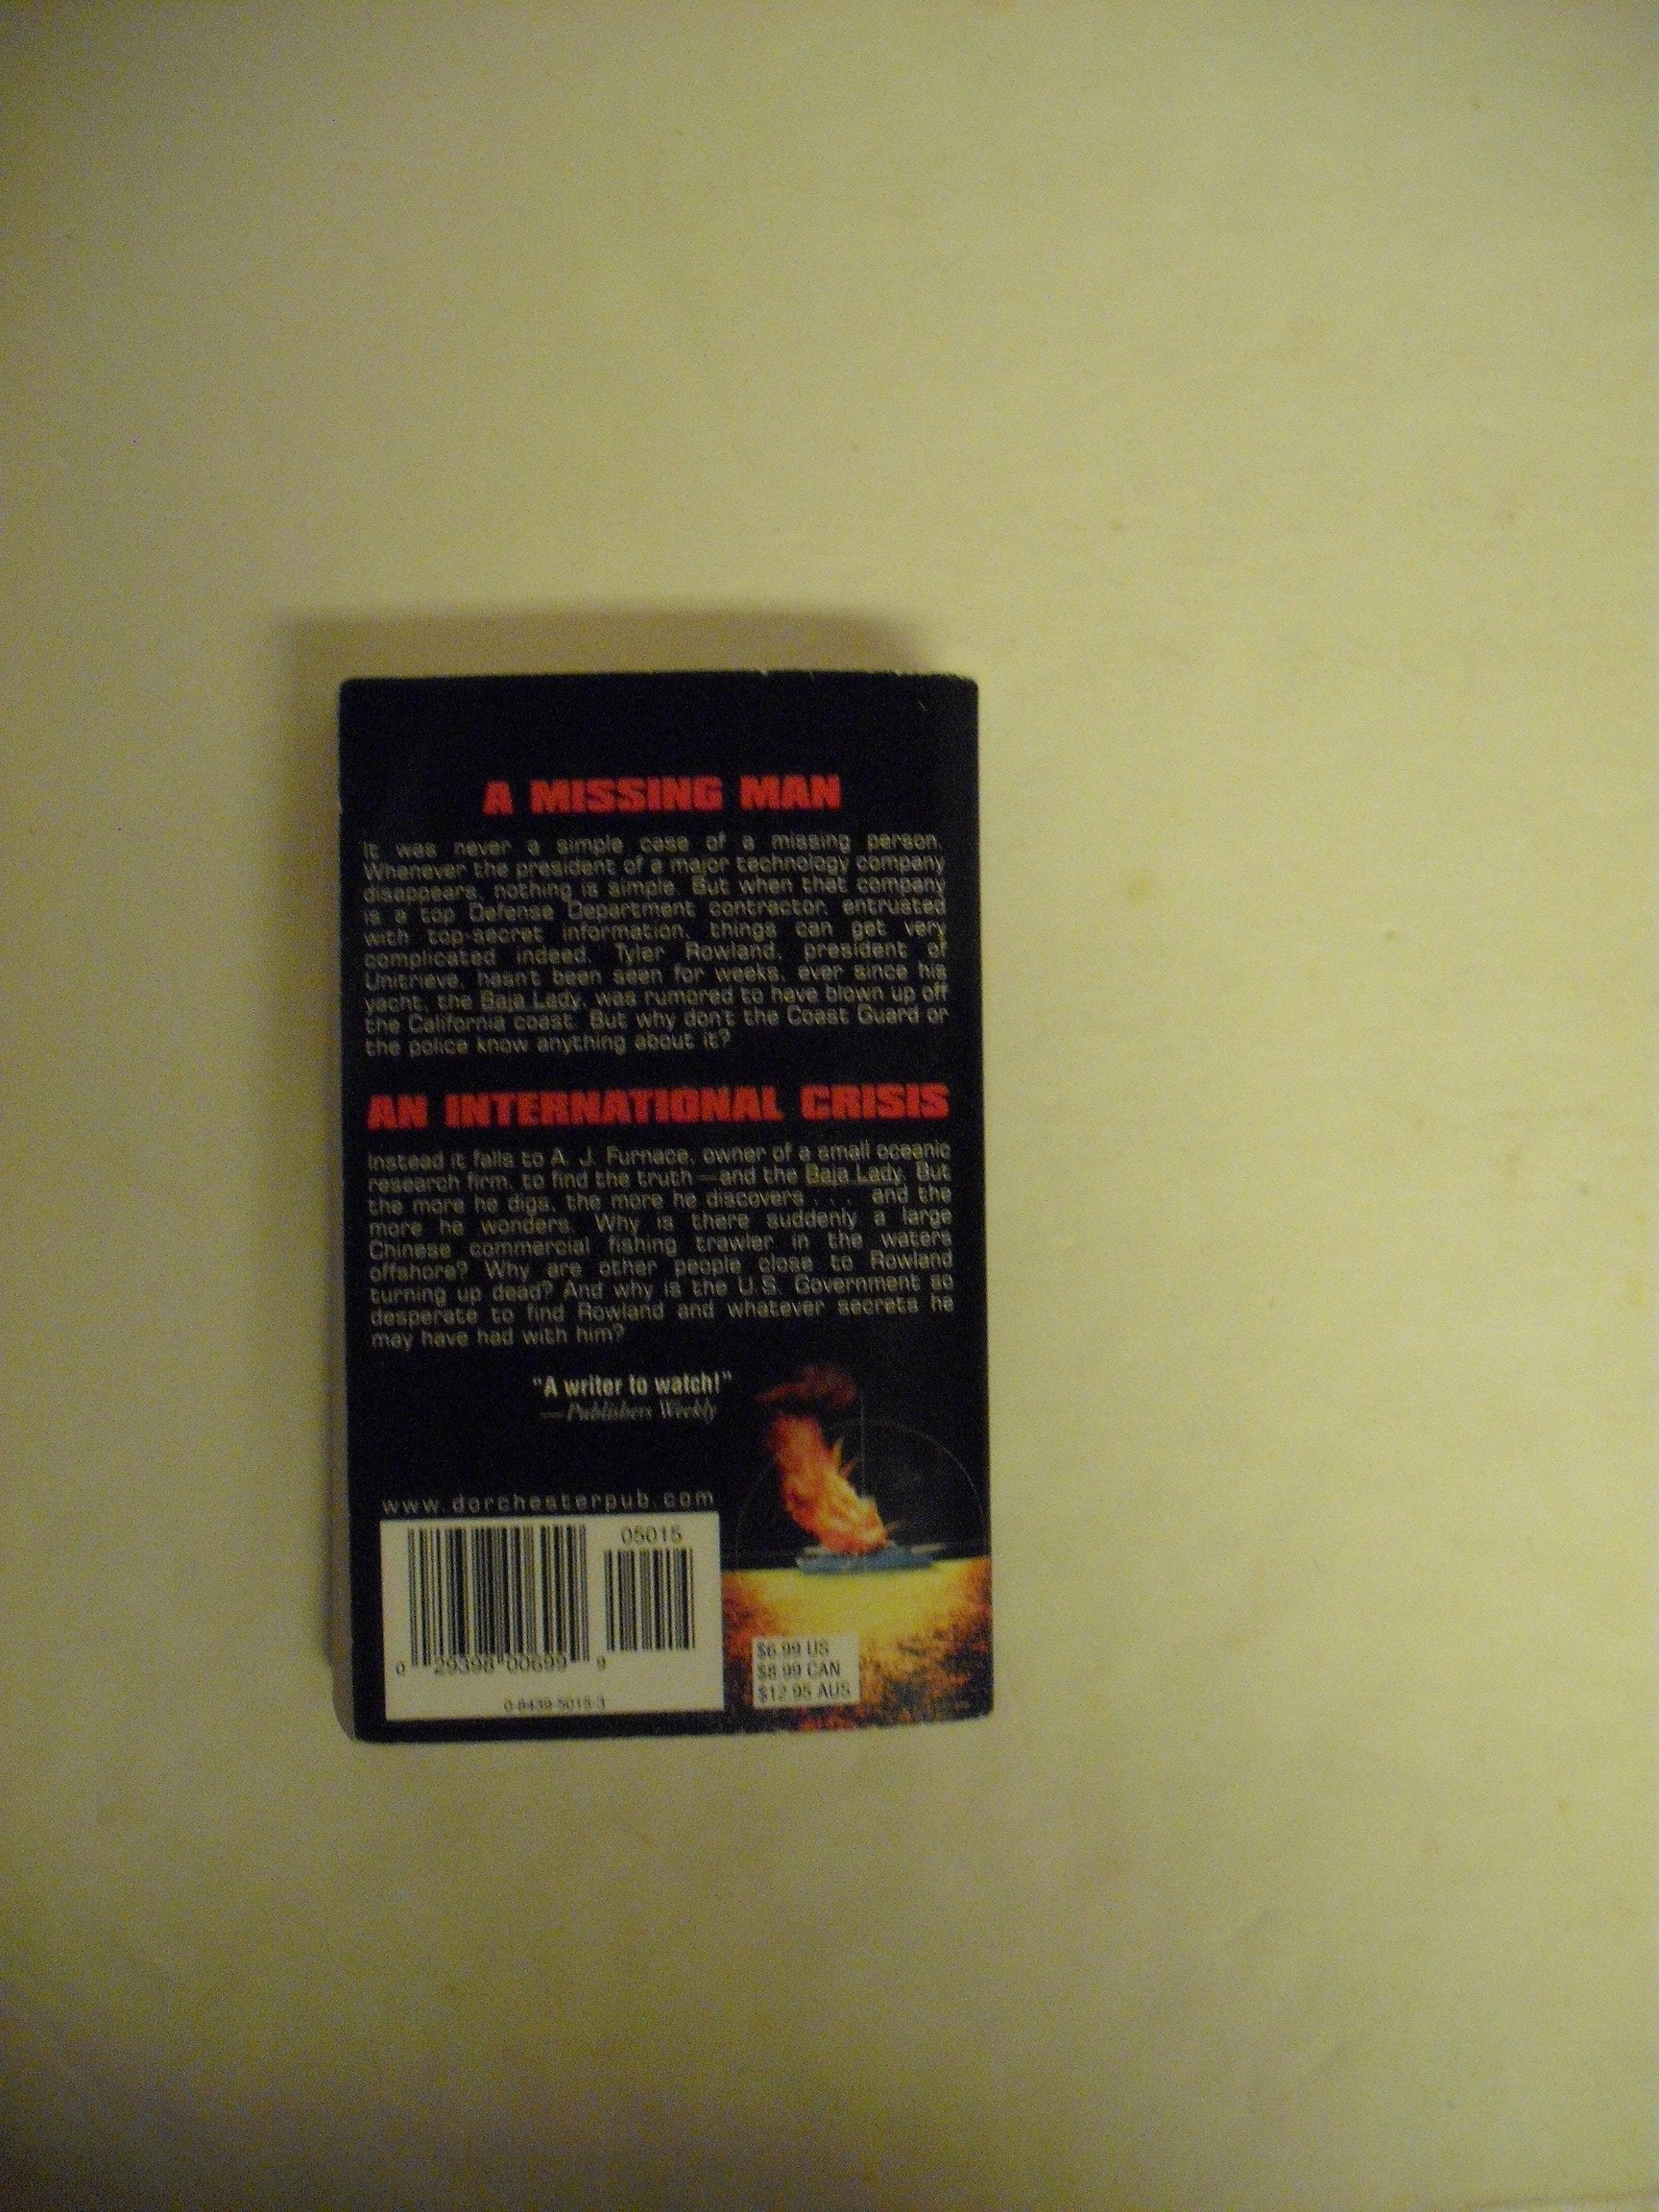 A MISSING MAN
It was never a simple case of a missing person.
Whenever the president of a major technology company
disappears, nothing is simple. But when that company
is a top Defense Department contractor, entrusted
with top-secret information, things can get very
complicated indeed. Tyler Rowland, president of
Unitrieve, hasn't been seen for weeks, ever since his
yacht, the Baja Lady, was rumored to have blown up off
the California coast. But why don't the Coast Guard or
the police know anything about it?
AN INTERNATIONAL CRISIS
Instead it falls to A. J. Furnace, owner of a small oceanic
research firm, to find the truth—and the Baja Lady. But
the more he digs, the more he discovers . . . and the
more he wonders. Why is there suddenly a large
Chinese commercial fishing trawler in the waters
offshore? Why are other people close to Rowland
turning up dead? And why is the U.S. Government so
desperate to find Rowland and whatever secrets he
may have had with him?
"A writer to watch!"
—Publishers Weekly
www.dorchesterpub.com
05015
0 29398 00699 9
0-8439-5015-3
$6.99 US
$8.99 CAN
$12.95 AUS